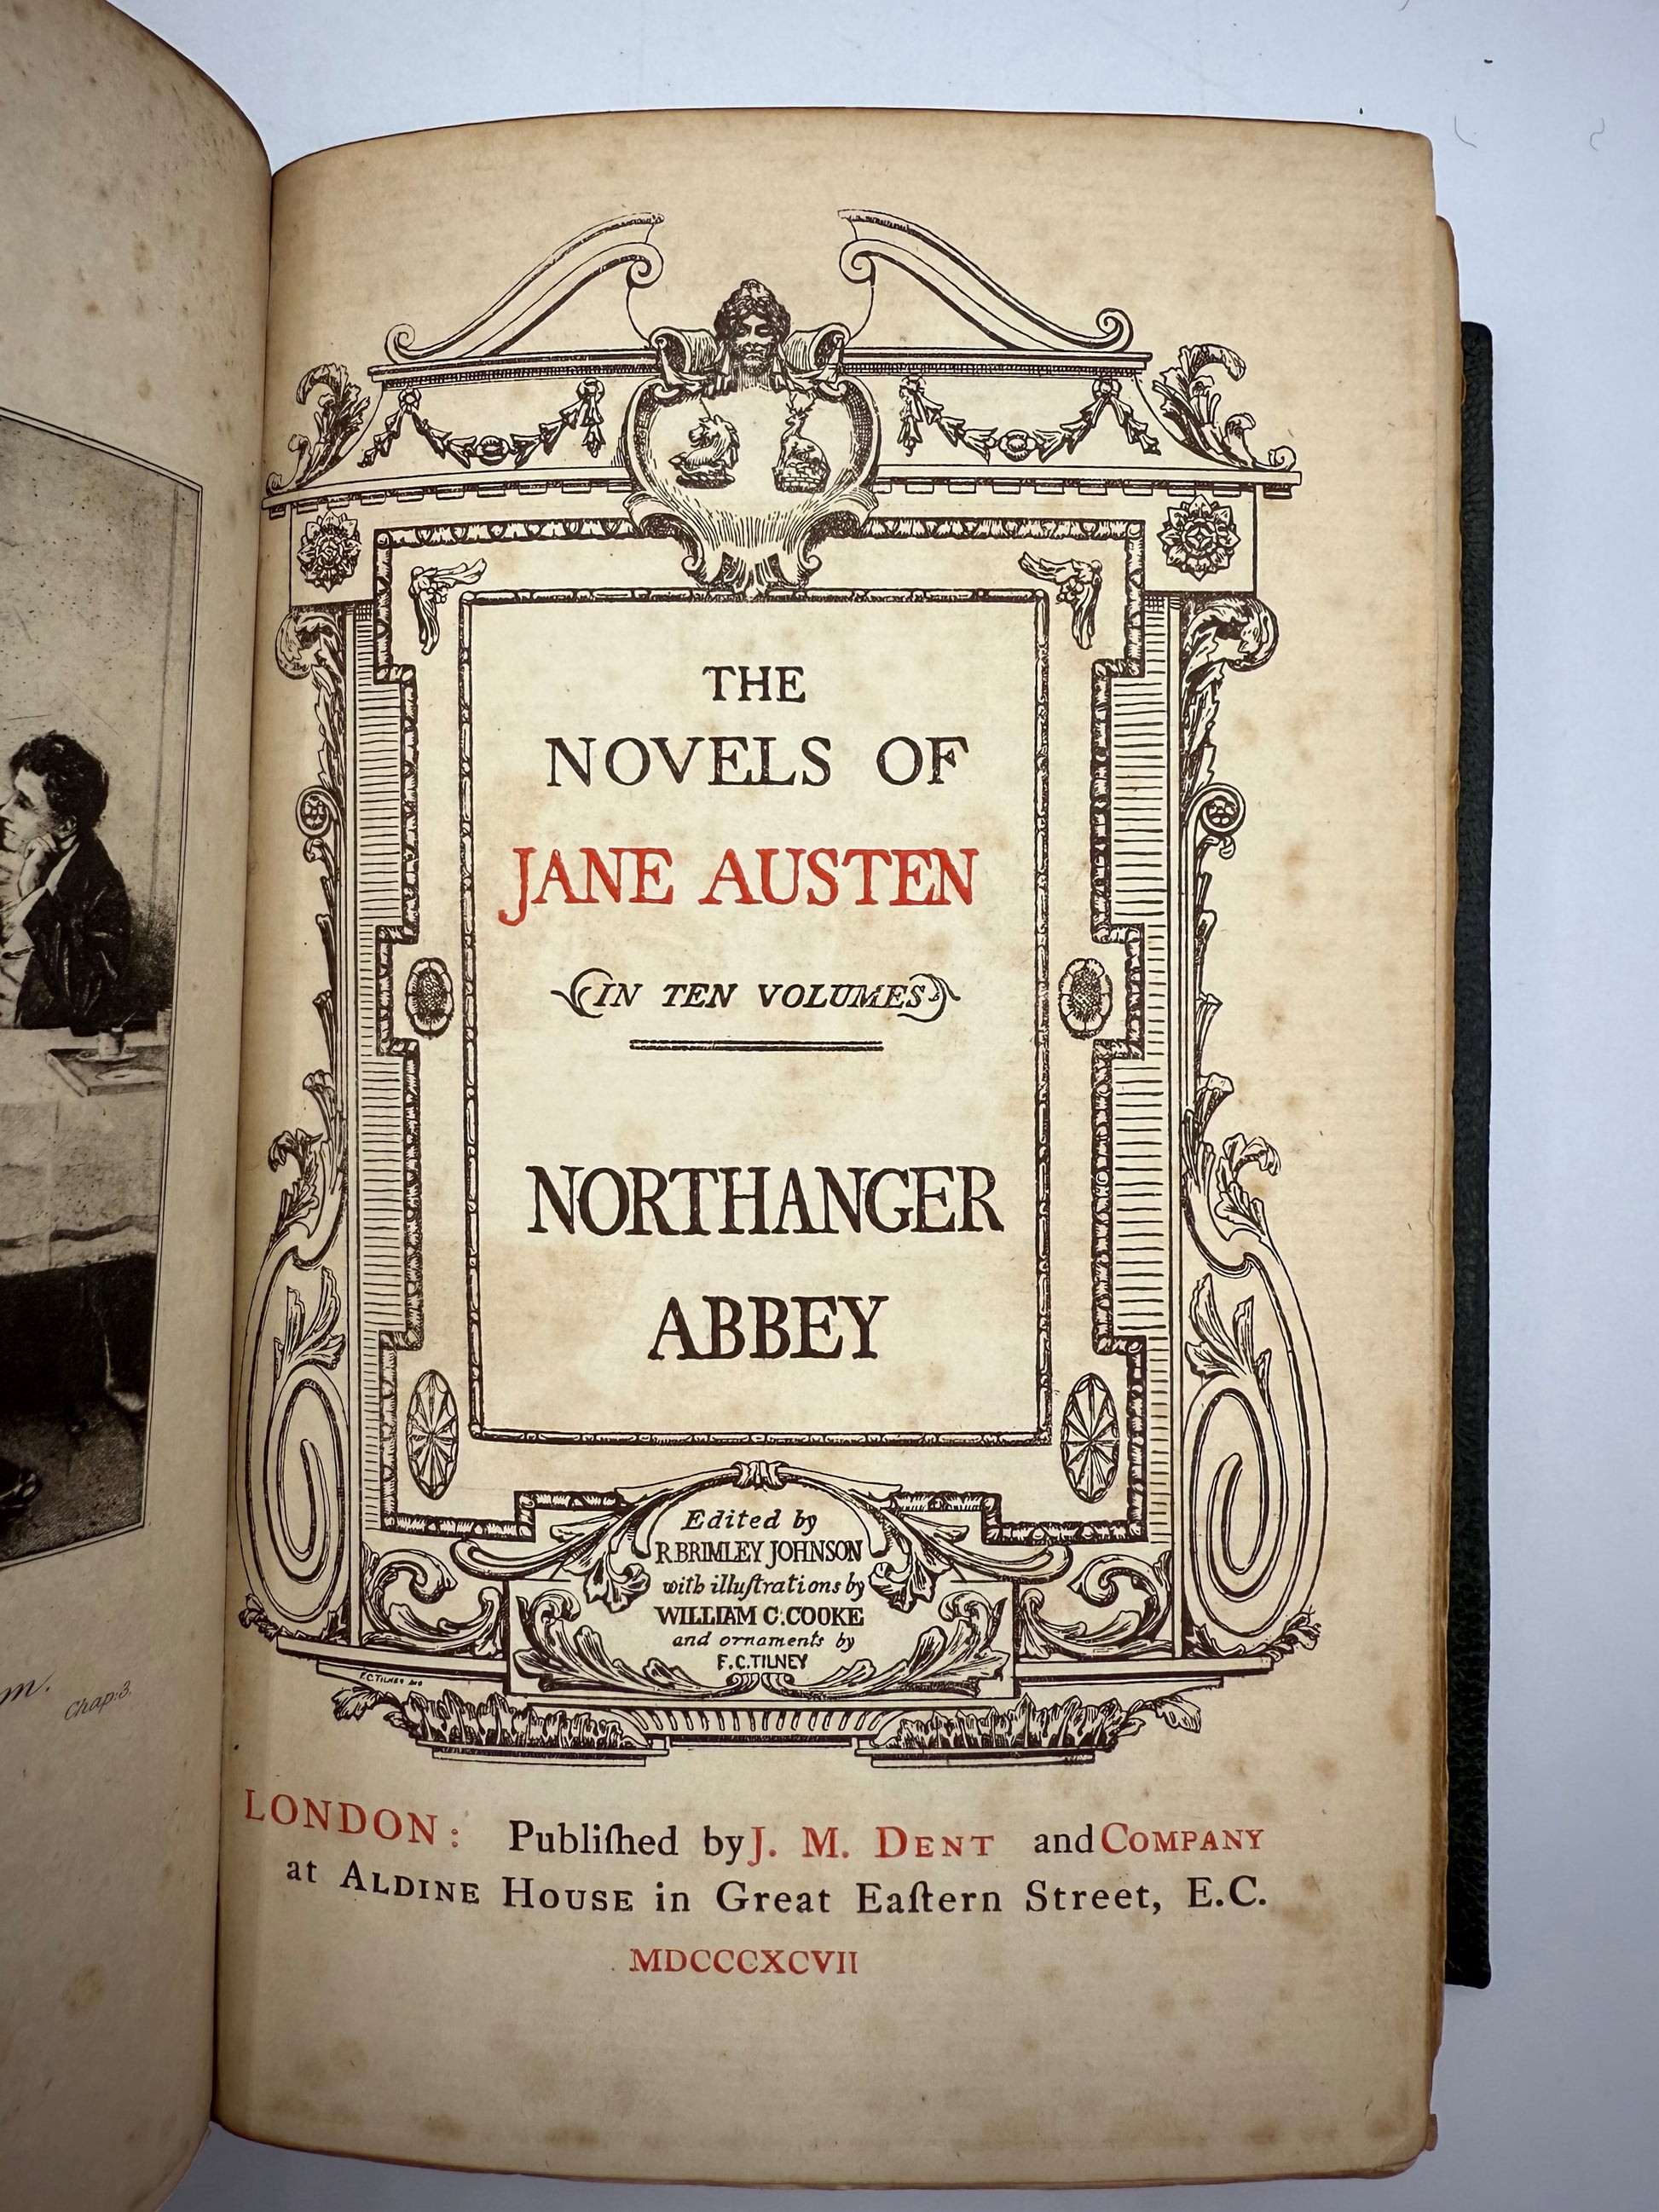 THE
NOVELS OF
JANE AUSTEN
(IN TEN VOLUMES)
NORTHANGER
ABBEY
Edited by
R. BRIMLEY JOHNSON
with illuſtrations by
WILLIAM C. COOKE
and ornaments by
F. C. TILNEY
LONDON: Publiſhed by J. M. DENT and COMPANY
at ALDINE HOUSE in Great Eaſtern Street, E.C.
MDCCCXCVII
m.
Chap: 3.